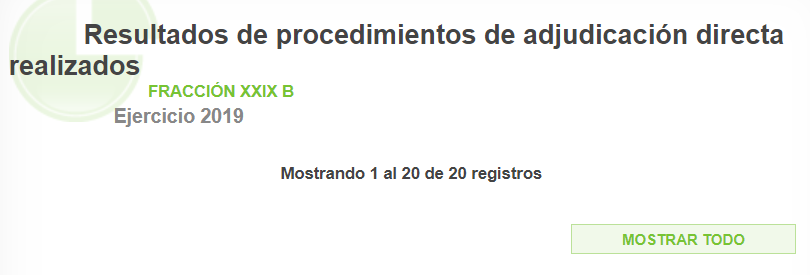 Resultados de procedimientos de adjudicación directa
realizados
FRACCIÓN XXIX B
Ejercicio 2019
Mostrando 1 al 20 de 20 registros
MOSTRAR TODO